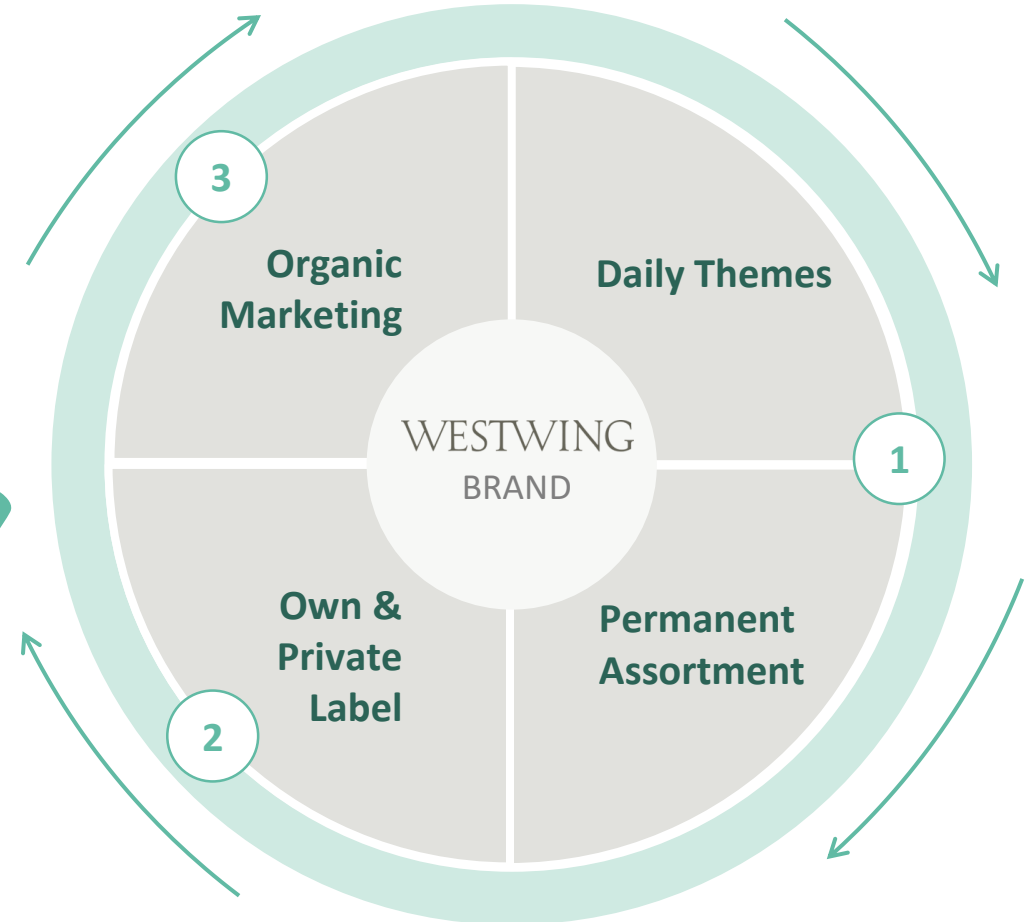 3
Organic
Marketing
Daily Themes
WESTWING
BRAND
1
Own &
Private
Label
2
Permanent
Assortment